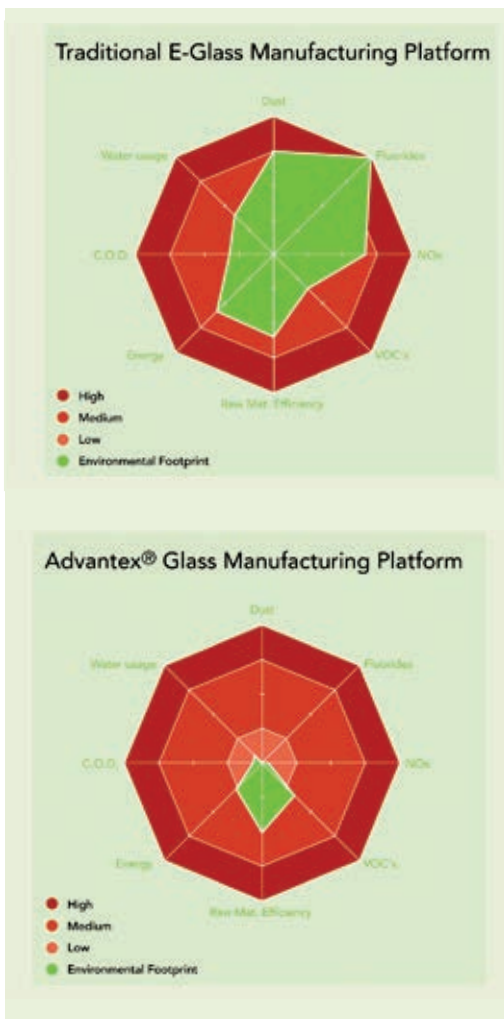 Traditional E-Glass Manufacturing Platform
Dust
Water usage
Fluorides
C.O.D.
NOx
Energy
VOC's
Raw Mat. Efficiency
High
Medium
Low
Environmental Footprint
Advantex® Glass Manufacturing Platform
Dust
Water usage
Fluorides
C.O.D.
NOx
Energy
VOC's
Raw Mat. Efficiency
High
Medium
Low
Environmental Footprint